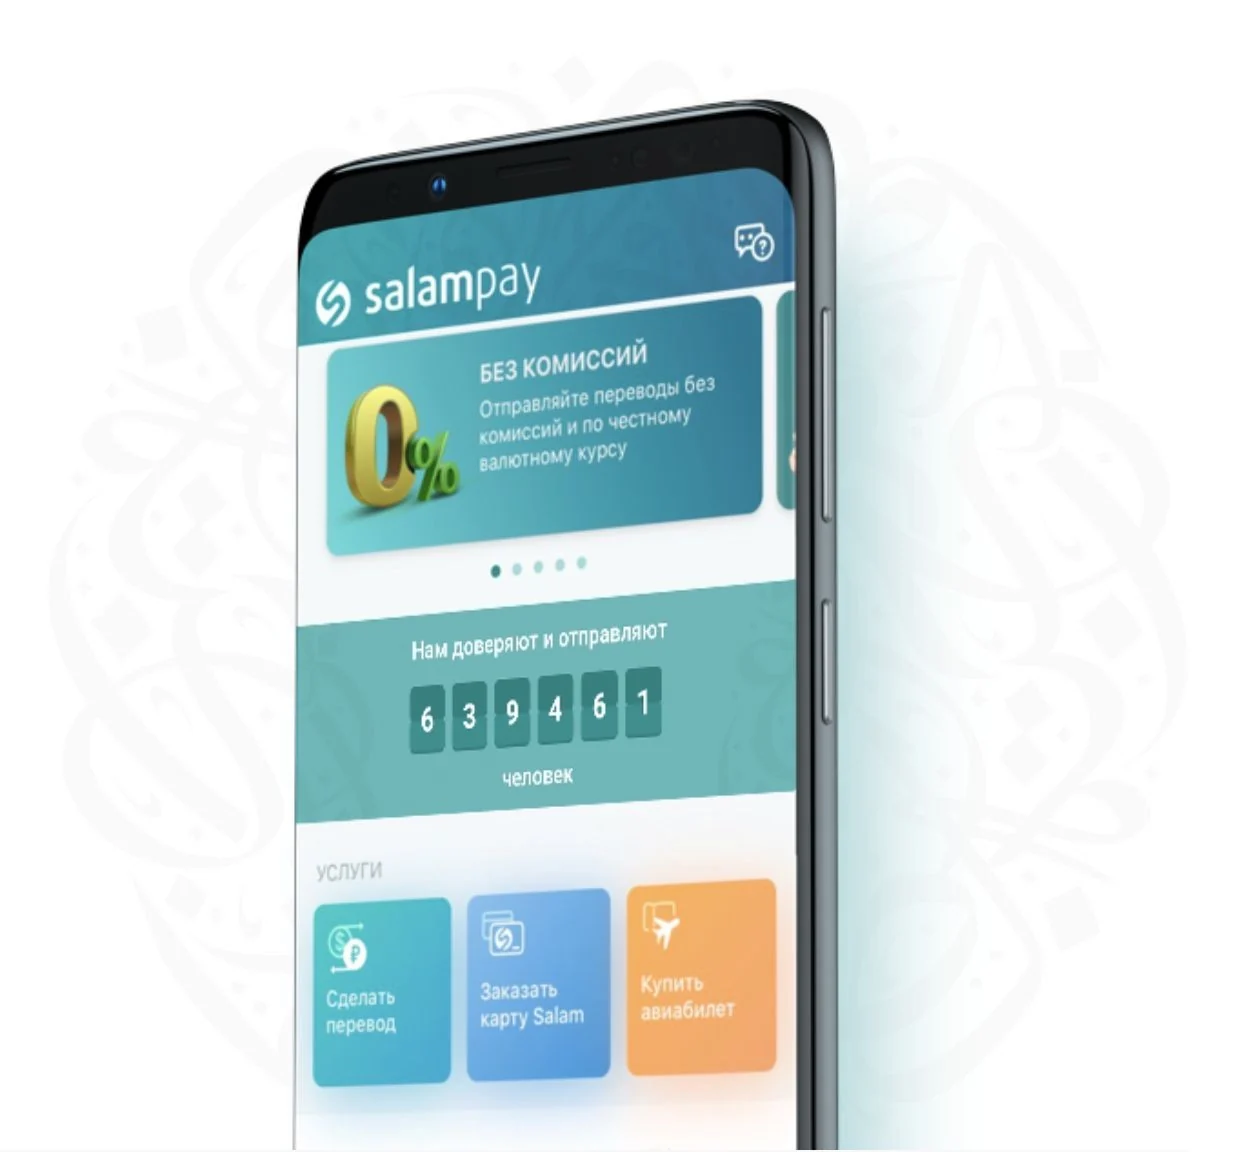 salampay
БЕЗ КОМИССИЙ
Отправляйте переводы без
комиссий и по честному
валютному курсу
0%
Нам доверяют и отправляют
6 3 9 4 6 1
человек
УСЛУГИ
Сделать
перевод
Заказать
карту Salam
Купить
авиабилет